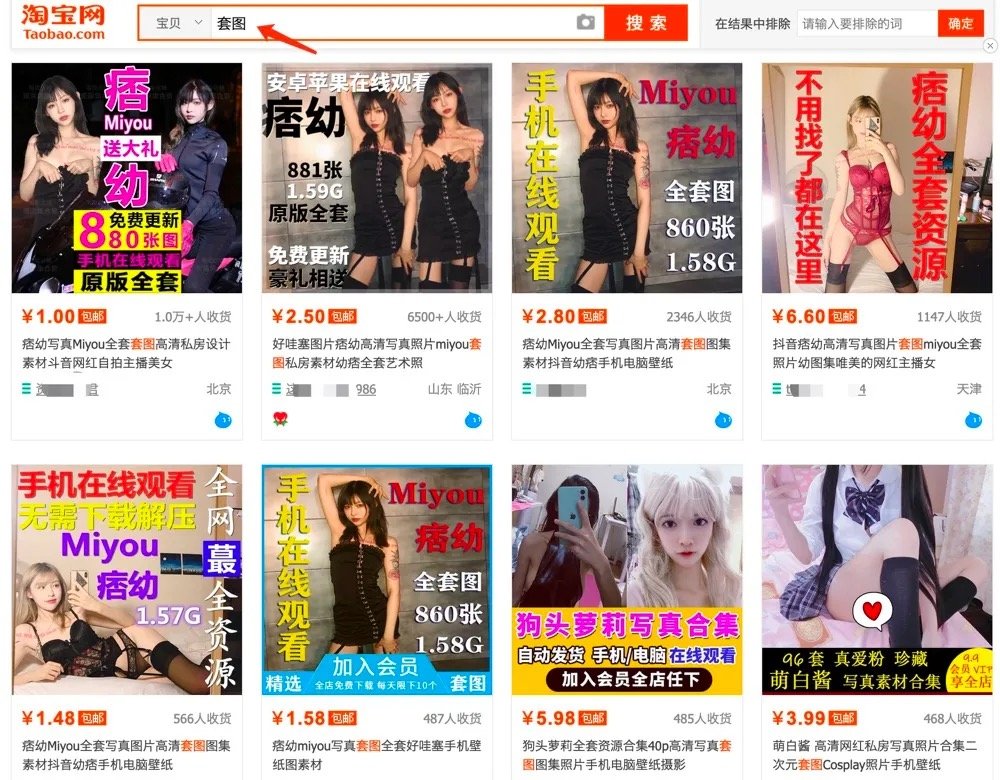 淘宝网
Taobao.com
宝贝
套图
搜索
在结果中排除
请输入要排除的词
确定
痞幼
Miyou
送大礼
免费更新
880张图
手机在线观看
原版全套
¥1.00 包邮
1.0万+人收货
痞幼写真Miyou全套套图高清私房设计
素材斗音网红自拍主播美女
北京
安卓苹果在线观看
痞幼
881张
1.59G
原版全套
免费更新
豪礼相送
¥2.50 包邮
6500+人收货
好哇塞图片痞幼高清写真照片miyou套
图私房素材幼痞全套艺术照
986
山东 临沂
手机在线观看
Miyou
痞幼
全套图
860张
1.58G
¥2.80 包邮
2346人收货
痞幼Miyou全套写真图片高清套图图集
素材抖音幼痞手机电脑壁纸
北京
不用找了都在这里
痞幼全套资源
¥6.60 包邮
1147人收货
抖音痞幼高清写真图片套图miyou全套
照片幼图集唯美的网红主播女
4
天津
手机在线观看
无需下载解压
Miyou
痞幼
1.57G
全网最全资源
¥1.48 包邮
566人收货
痞幼Miyou全套写真图片高清套图图集
素材抖音幼痞手机电脑壁纸
手机在线观看
Miyou
痞幼
全套图
860张
1.58G
加入会员
精选
全店免费下载 每天限下10个
套图
¥1.58 包邮
487人收货
痞幼miyou写真套图全套好哇塞手机壁
纸图素材
狗头萝莉写真合集
自动发货 手机/电脑 在线观看
加入会员全店任下
¥5.98 包邮
485人收货
狗头萝莉全套资源合集40p高清写真套
图图集照片手机电脑壁纸摄影
96套 真爱粉 珍藏
萌白酱 写真素材合集
9.9
会员VIP
享全店
¥3.99 包邮
468人收货
萌白酱 高清网红私房写真照片合集二
次元套图Cosplay照片手机壁纸